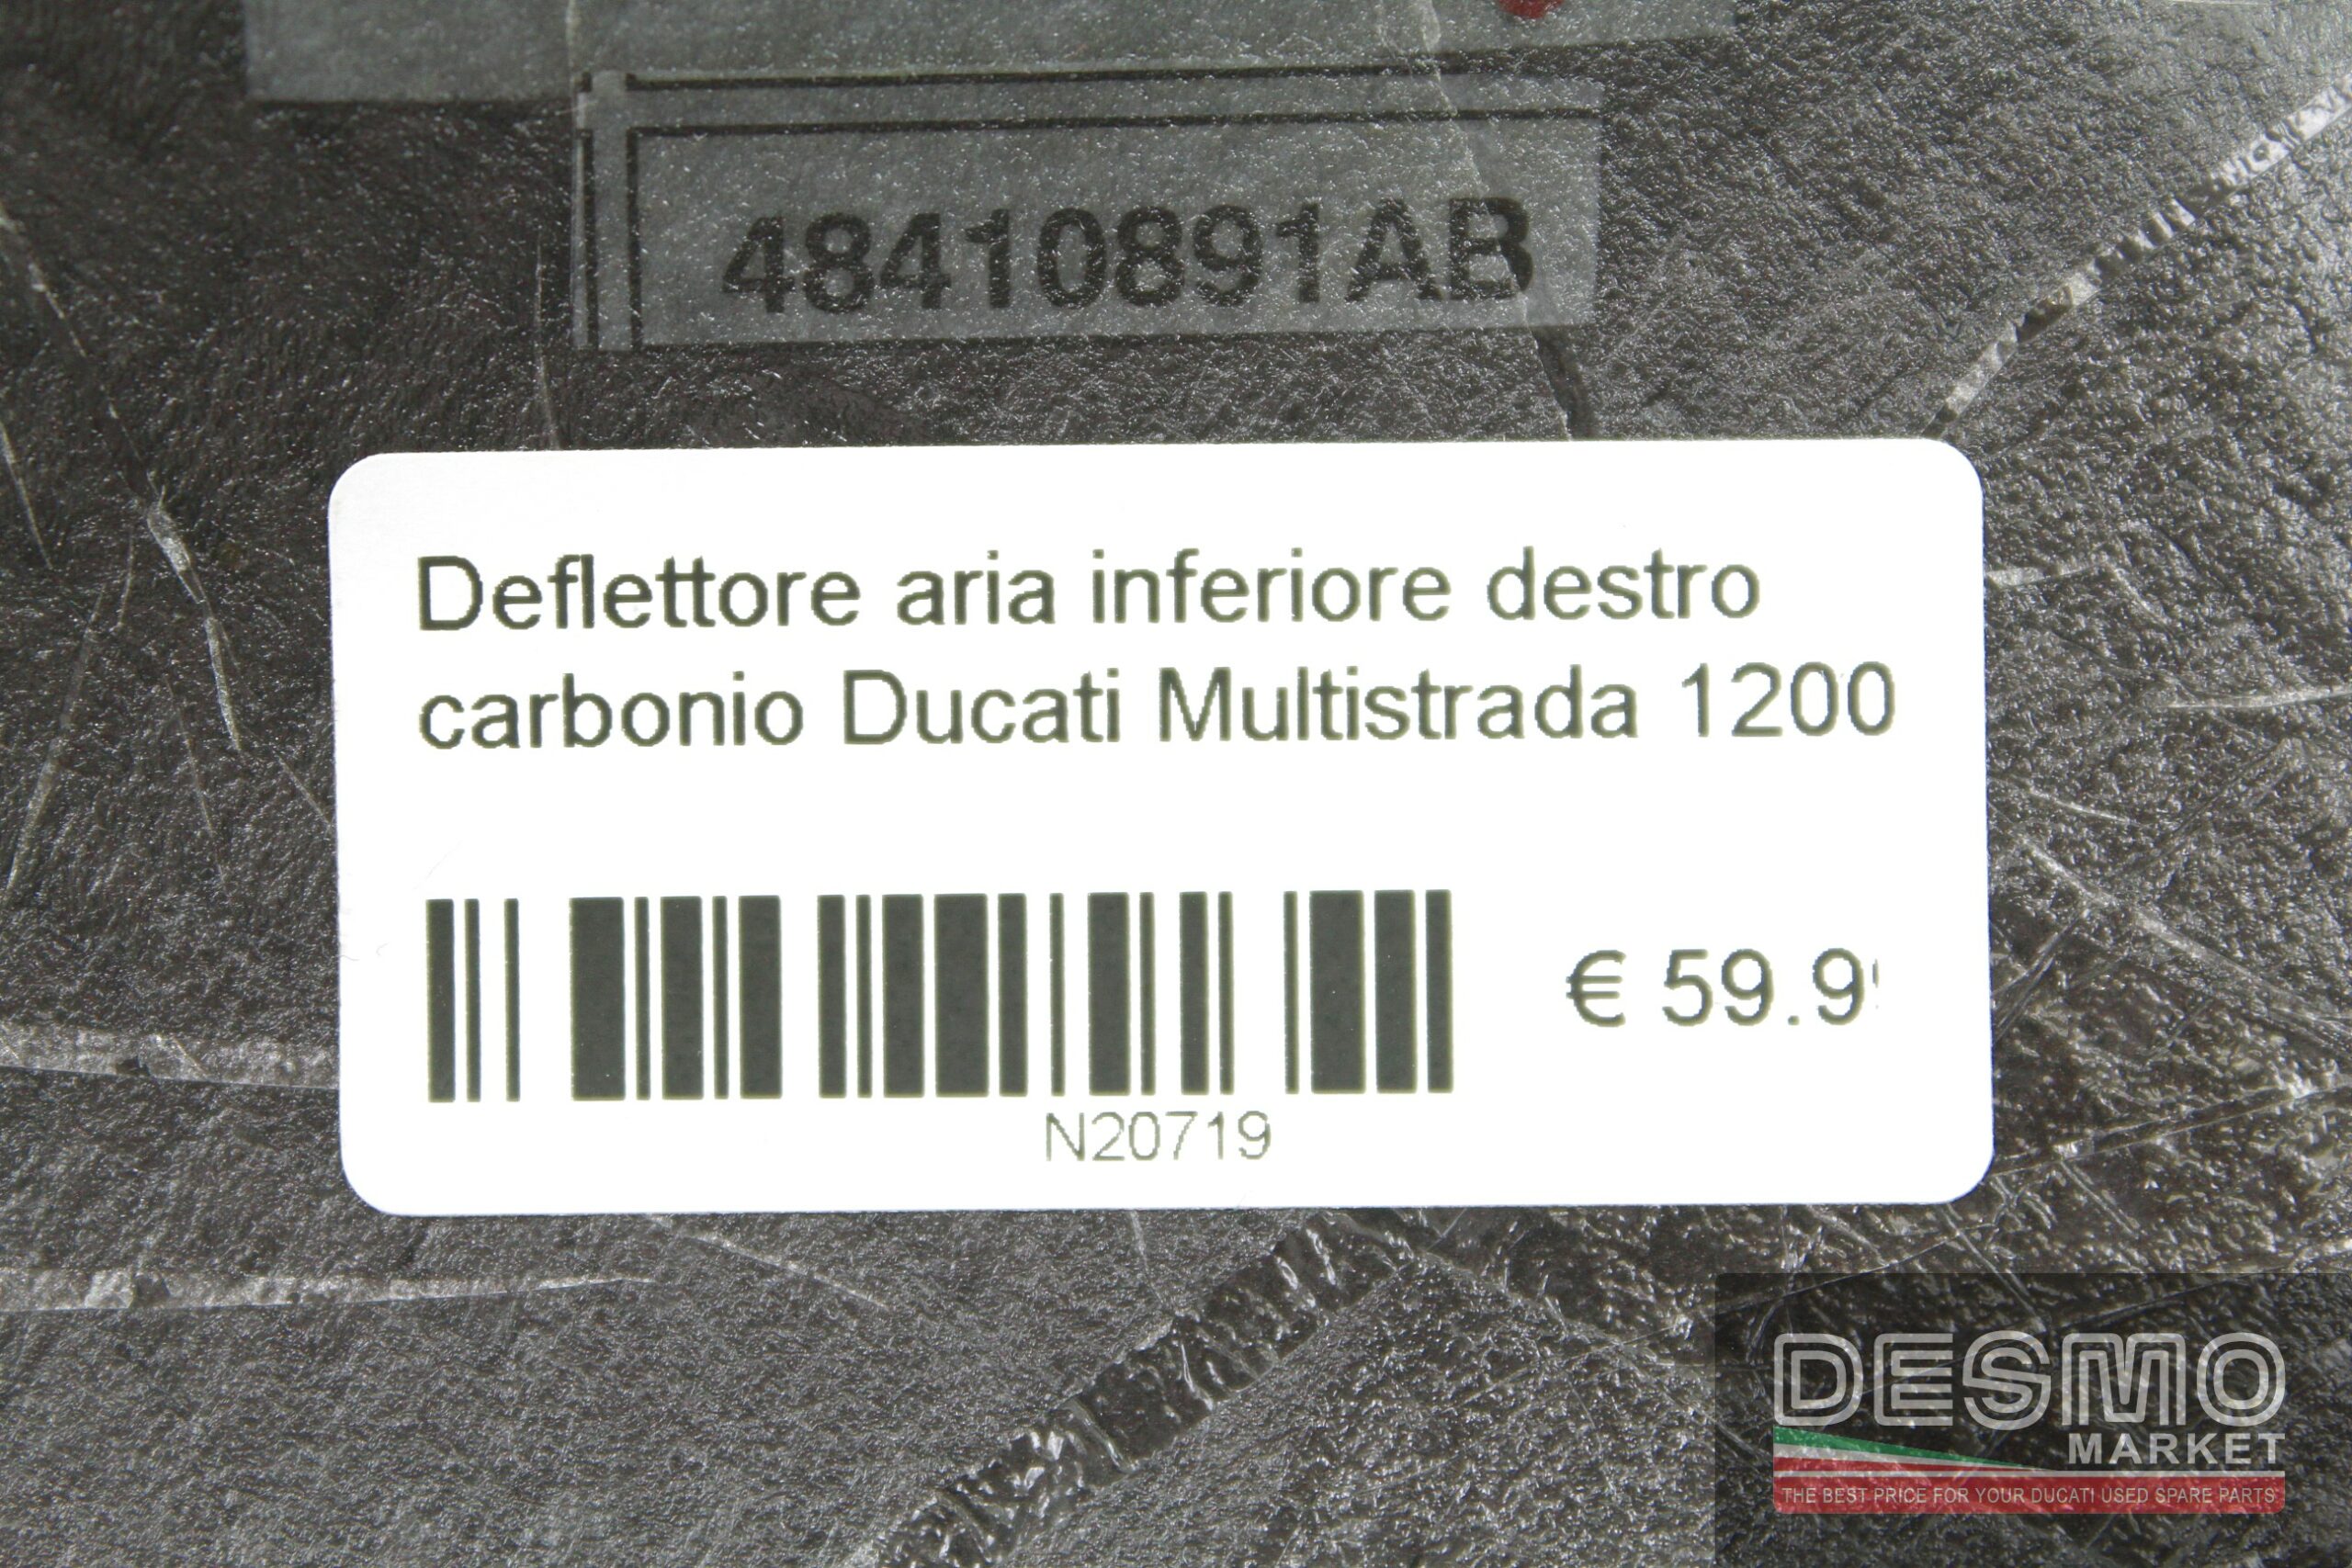 48410891AB
Deflettore aria inferiore destro
carbonio Ducati Multistrada 1200
€ 59.9
N20719
DESMO
MARKET
THE BEST PRICE FOR YOUR DUCATI USED SPARE PARTS